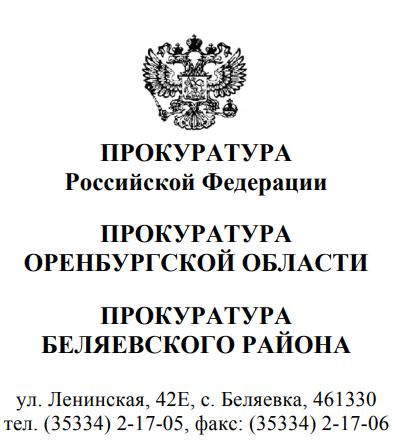 ПРОКУРАТУРА
Российской Федерации
ПРОКУРАТУРА
ОРЕНБУРГСКОЙ ОБЛАСТИ
ПРОКУРАТУРА
БЕЛЯЕВСКОГО РАЙОНА
ул. Ленинская, 42Е, с. Беляевка, 461330
тел. (35334) 2-17-05, факс: (35334) 2-17-06